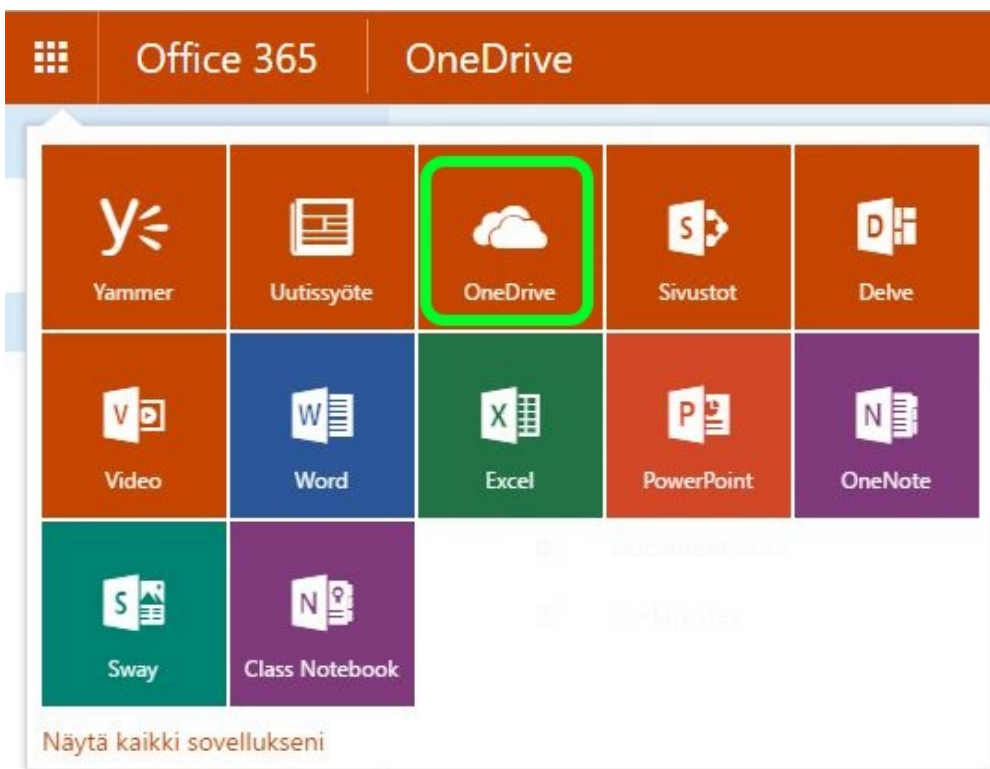 Office 365 OneDrive
Yammer Uutissyöte OneDrive Sivustot Delve
Video Word Excel PowerPoint OneNote
Sway Class Notebook
Näytä kaikki sovellukseni